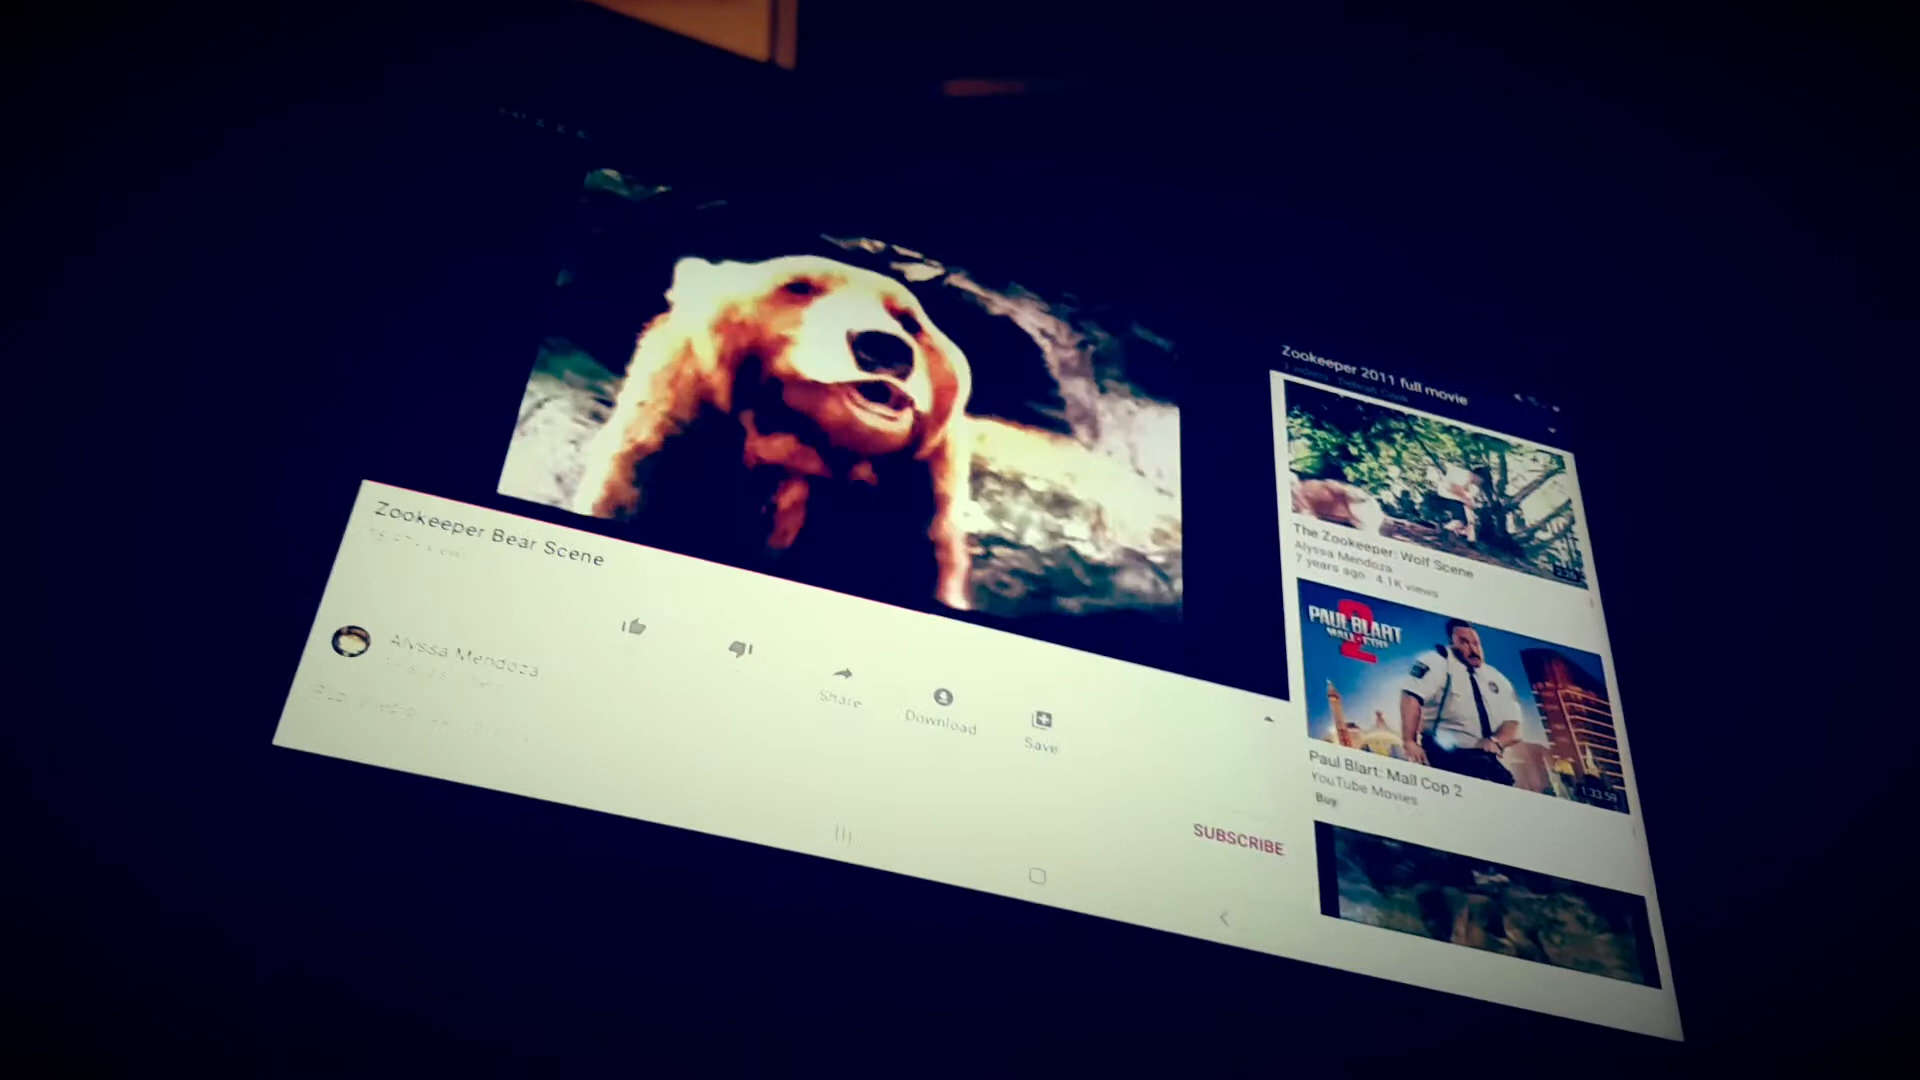 Zookeeper Bear Scene
Alyssa Mendoza
Share
Download
Save
SUBSCRIBE
Zookeeper 2011 full movie
The Zookeeper: Wolf Scene
Alyssa Mendoza
7 years ago 4.1K views
PAUL BLART
MALL COP
2
Paul Blart: Mall Cop 2
YouTube Movies
Buy
1:33:59